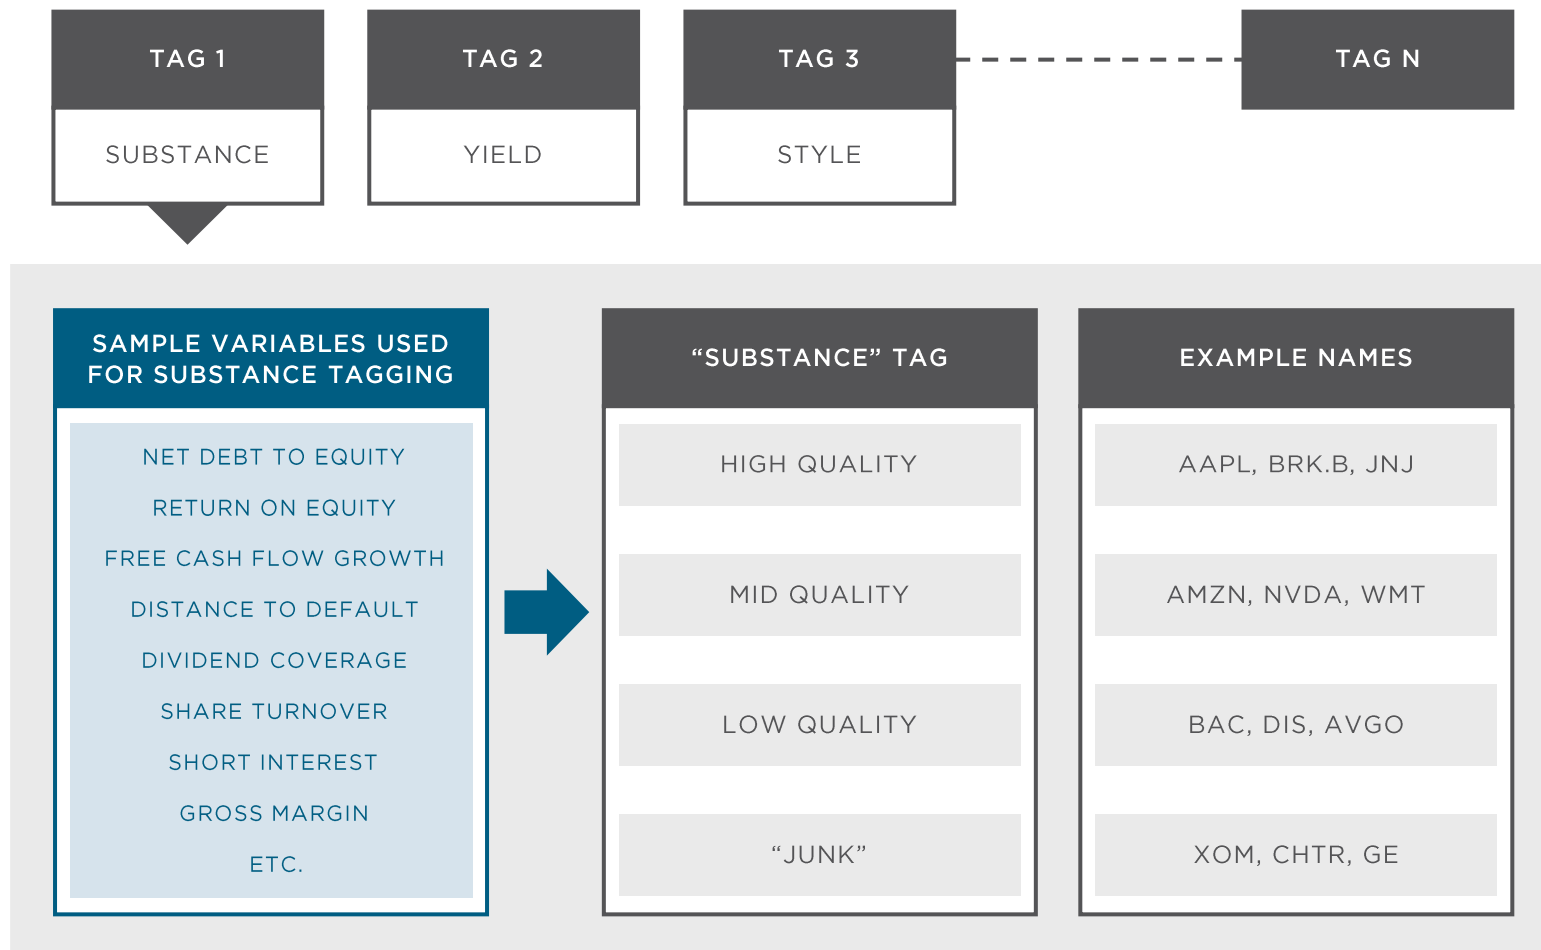 TAG 1
SUBSTANCE
TAG 2
YIELD
TAG 3
STYLE
TAG N
SAMPLE VARIABLES USED
FOR SUBSTANCE TAGGING
NET DEBT TO EQUITY
RETURN ON EQUITY
FREE CASH FLOW GROWTH
DISTANCE TO DEFAULT
DIVIDEND COVERAGE
SHARE TURNOVER
SHORT INTEREST
GROSS MARGIN
ETC.
“SUBSTANCE” TAG
HIGH QUALITY
MID QUALITY
LOW QUALITY
“JUNK”
EXAMPLE NAMES
AAPL, BRK.B, JNJ
AMZN, NVDA, WMT
BAC, DIS, AVGO
XOM, CHTR, GE